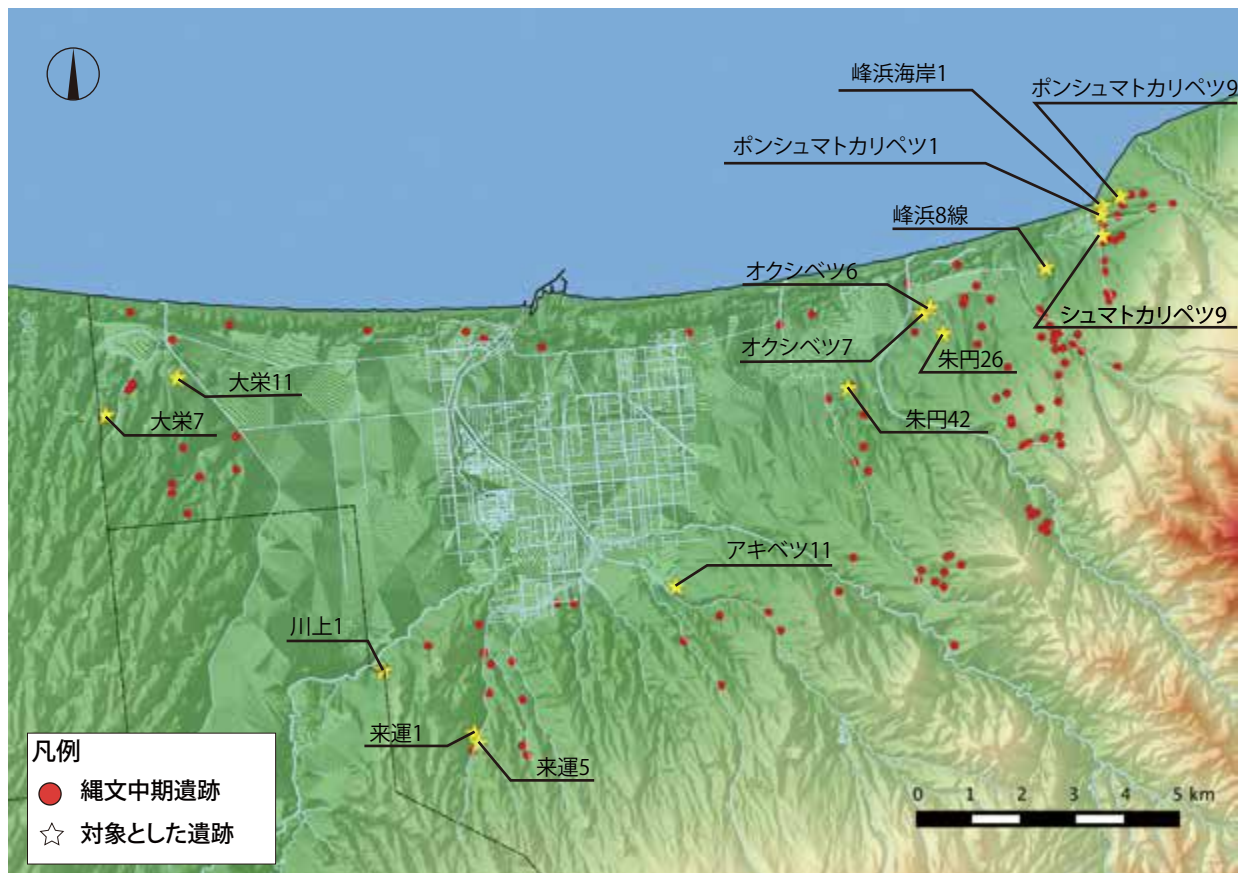 峰浜海岸1
ポンシュマトカリペツ9
ポンシュマトカリペツ1
峰浜8線
オクシベツ6
シュマトカリペツ9
オクシベツ7
朱円26
大栄11
大栄7
朱円42
アキベツ11
川上1
来運1
来運5
凡例
縄文中期遺跡
対象とした遺跡
0 1 2 3 4 5 km